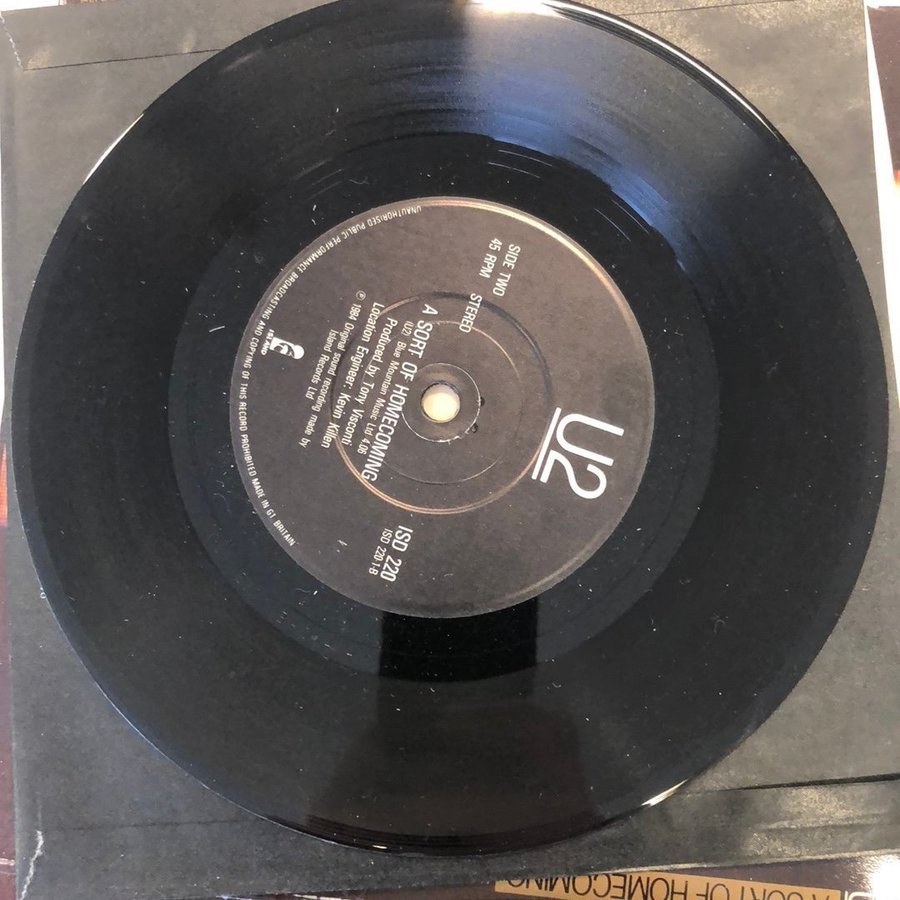 U2
SIDE TWO
45 RPM
STEREO
ISD 220
ISD 220-1-B
A SORT OF HOMECOMING
(U2) Blue Mountain Music Ltd 4.06
Produced by Tony Visconti
Location Engineer: Kevin Killen
℗ 1984 Original sound recording made by
Island Records Ltd
ISLAND
UNAUTHORISED PUBLIC PERFORMANCE BROADCASTING AND COPYING OF THIS RECORD PROHIBITED MADE IN GT BRITAIN
A SORT OF HOMECOMING